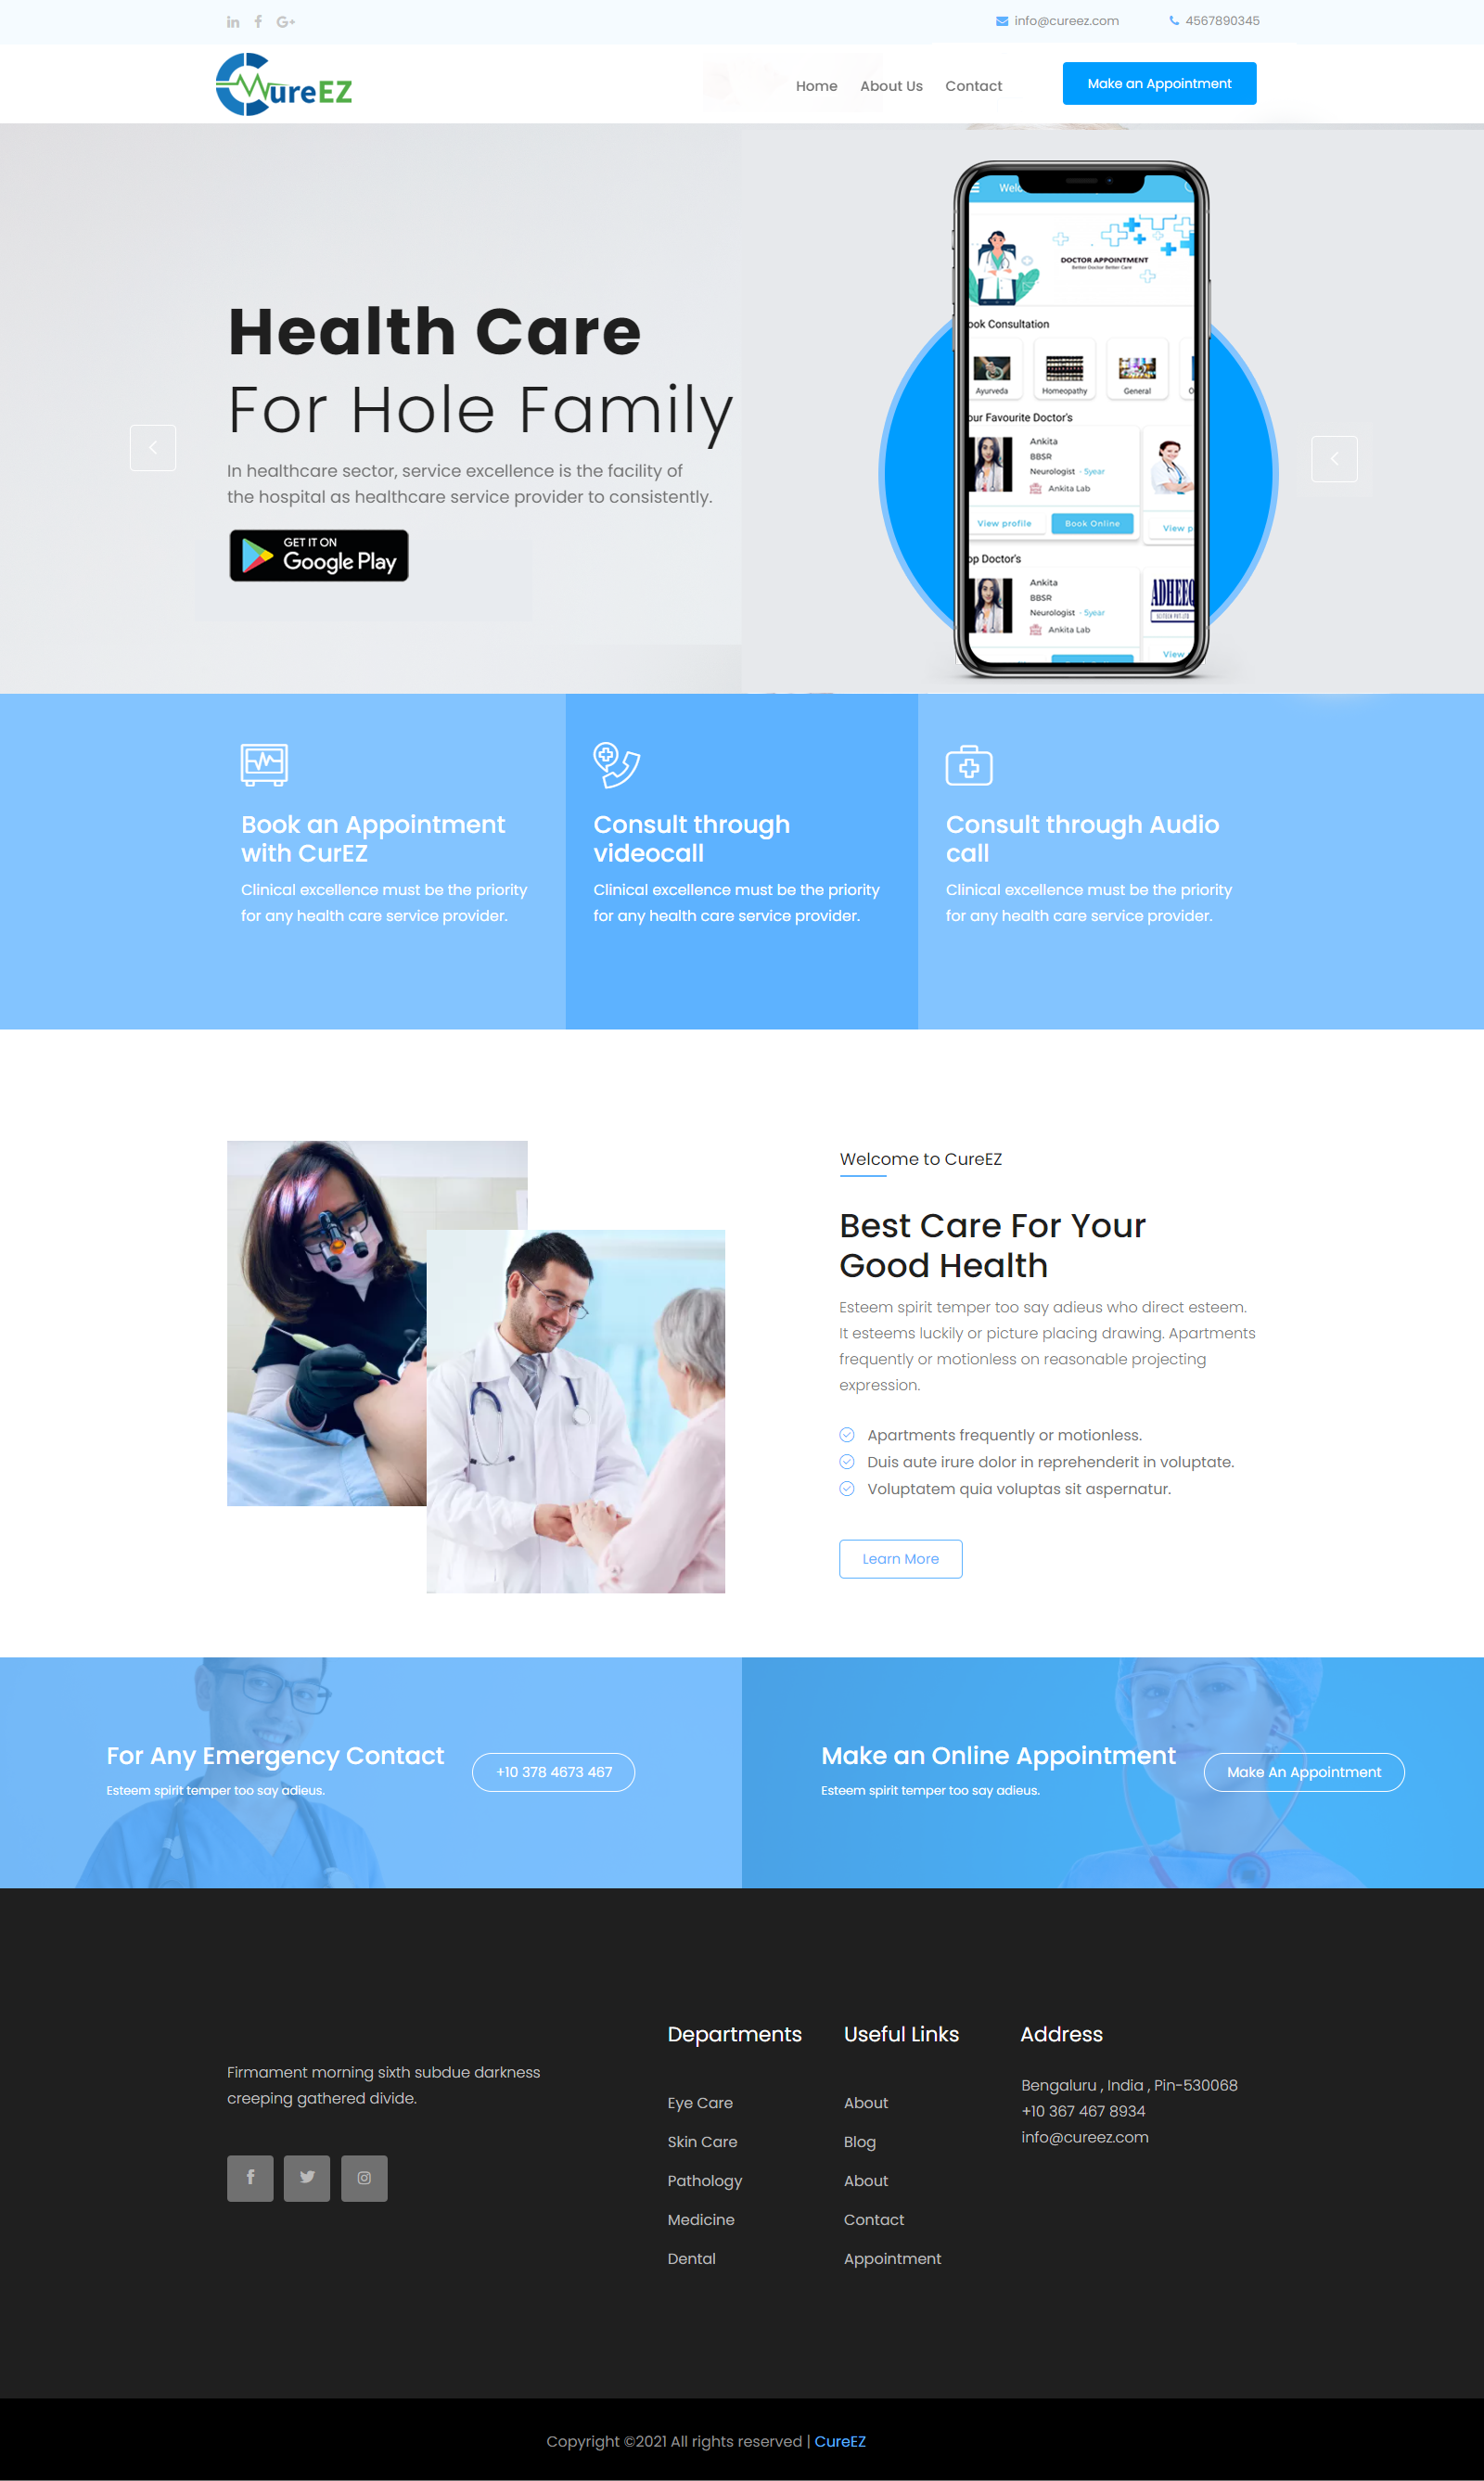 info@cureez.com
4567890345
CureEZ
Home
About Us
Contact
Make an Appointment
Health Care
For Hole Family
In healthcare sector, service excellence is the facility of
the hospital as healthcare service provider to consistently.
GET IT ON
Google Play
DOCTOR APPOINTMENT
Better Doctor Better Care
ook Consultation
Ayurveda
Homeopathy
General
our Favourite Doctor's
Ankita
BBSR
Neurologist - 5year
Ankita Lab
View profile
Book Online
View p
op Doctor's
Ankita
BBSR
Neurologist - 5year
Ankita Lab
ADHEEQ
View
Book an Appointment
with CurEZ
Clinical excellence must be the priority
for any health care service provider.
Consult through
videocall
Clinical excellence must be the priority
for any health care service provider.
Consult through Audio
call
Clinical excellence must be the priority
for any health care service provider.
Welcome to CureEZ
Best Care For Your
Good Health
Esteem spirit temper too say adieus who direct esteem.
It esteems luckily or picture placing drawing. Apartments
frequently or motionless on reasonable projecting
expression.
Apartments frequently or motionless.
Duis aute irure dolor in reprehenderit in voluptate.
Voluptatem quia voluptas sit aspernatur.
Learn More
For Any Emergency Contact
Esteem spirit temper too say adieus.
+10 378 4673 467
Make an Online Appointment
Esteem spirit temper too say adieus.
Make An Appointment
Firmament morning sixth subdue darkness
creeping gathered divide.
Departments
Eye Care
Skin Care
Pathology
Medicine
Dental
Useful Links
About
Blog
About
Contact
Appointment
Address
Bengaluru , India , Pin-530068
+10 367 467 8934
info@cureez.com
Copyright ©2021 All rights reserved | CureEZ